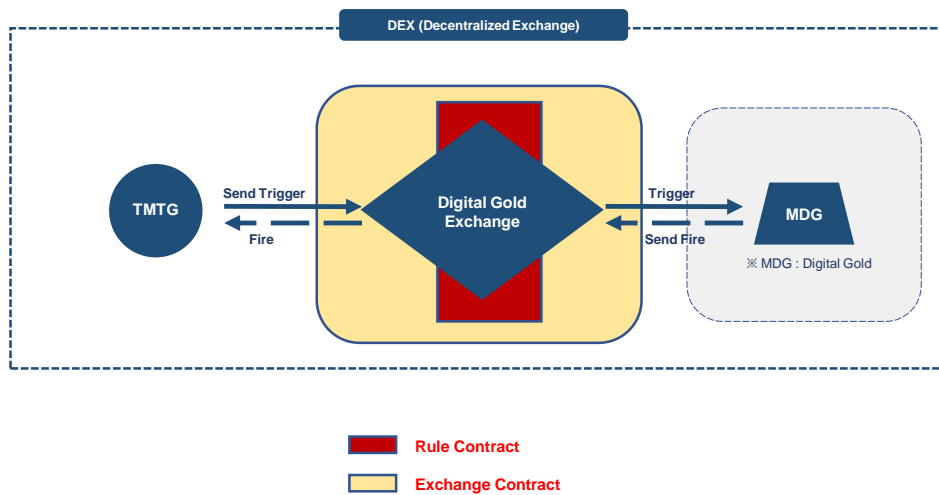 DEX (Decentralized Exchange)
TMTG
Send Trigger
Fire
Digital Gold
Exchange
Trigger
Send Fire
MDG
※ MDG : Digital Gold
Rule Contract
Exchange Contract